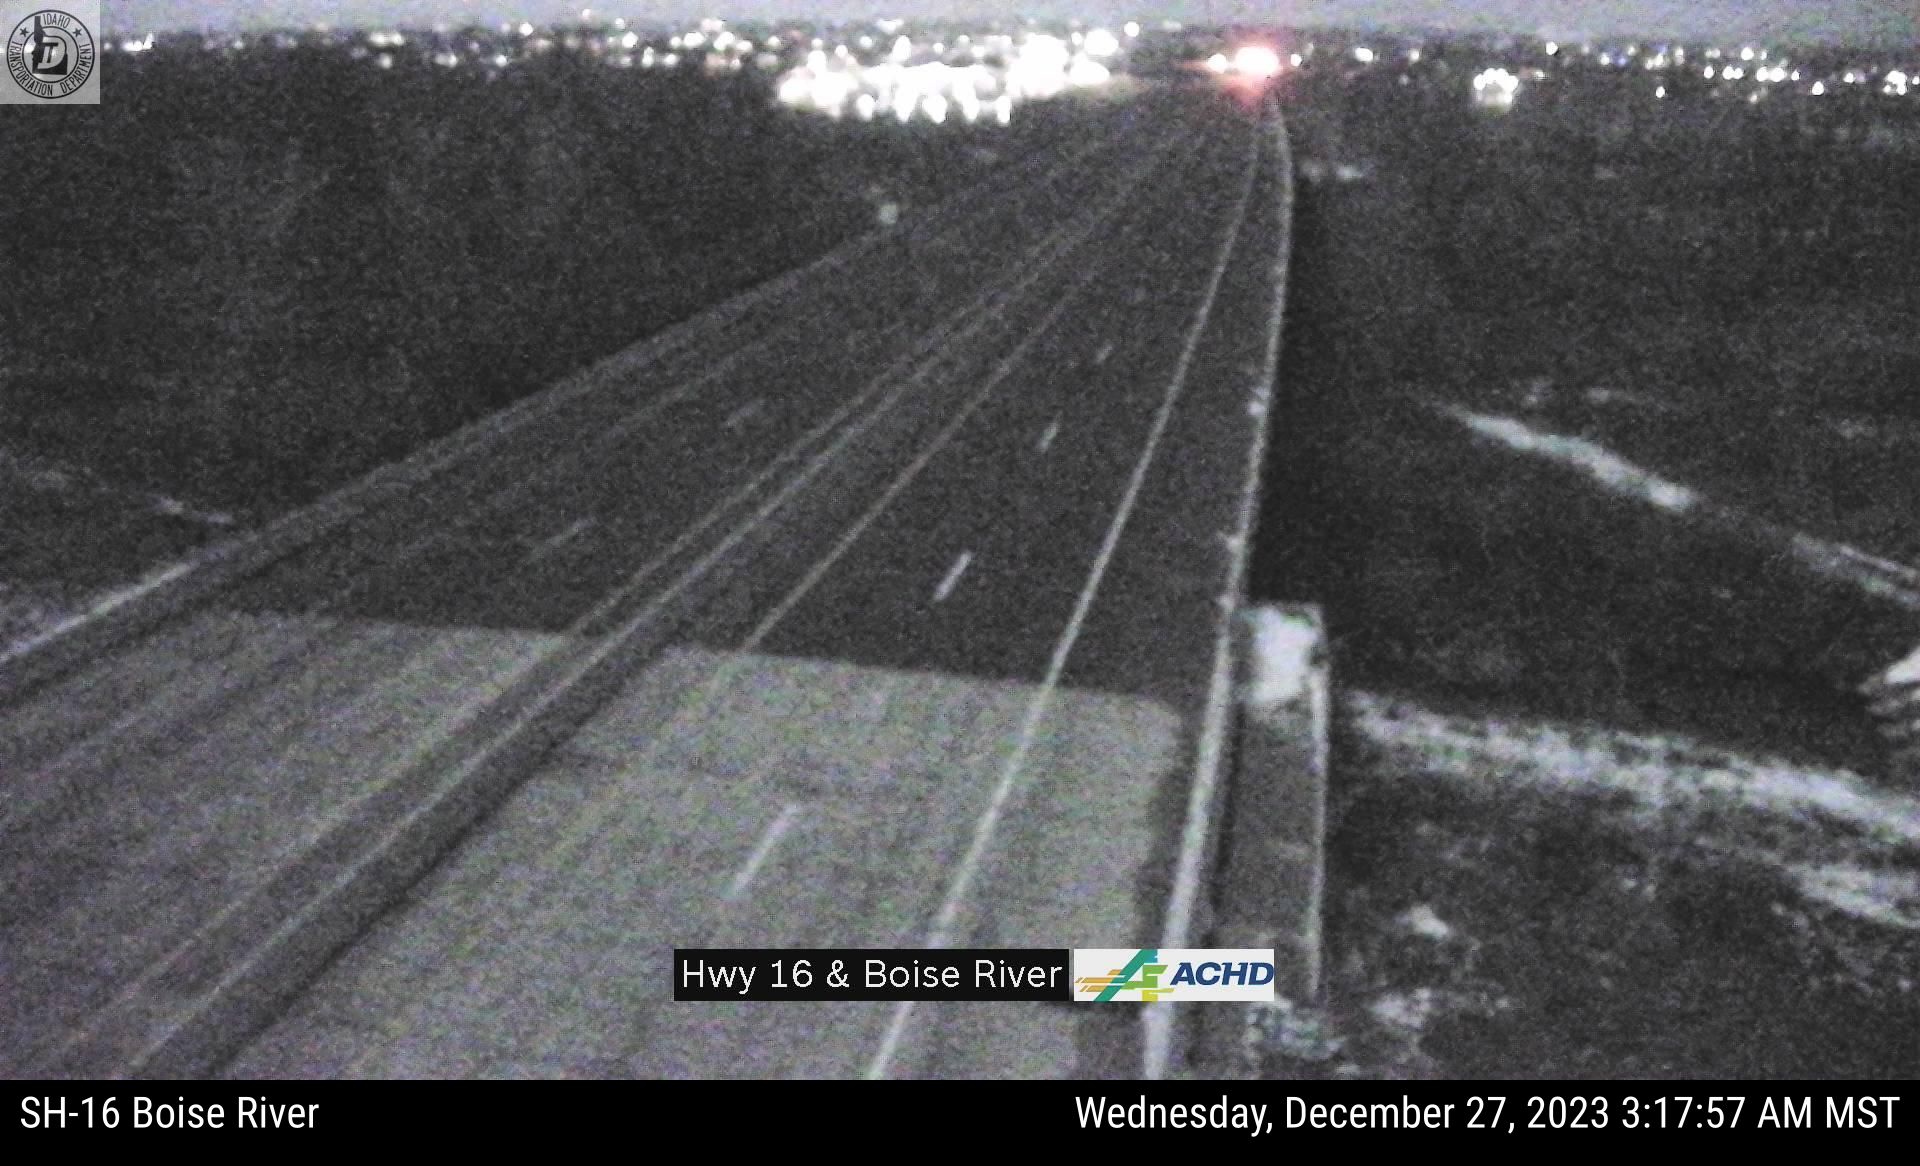 IDAHO
TRANSPORTATION DEPARTMENT
Hwy 16 & Boise River
ACHD
SH-16 Boise River
Wednesday, December 27, 2023 3:17:57 AM MST